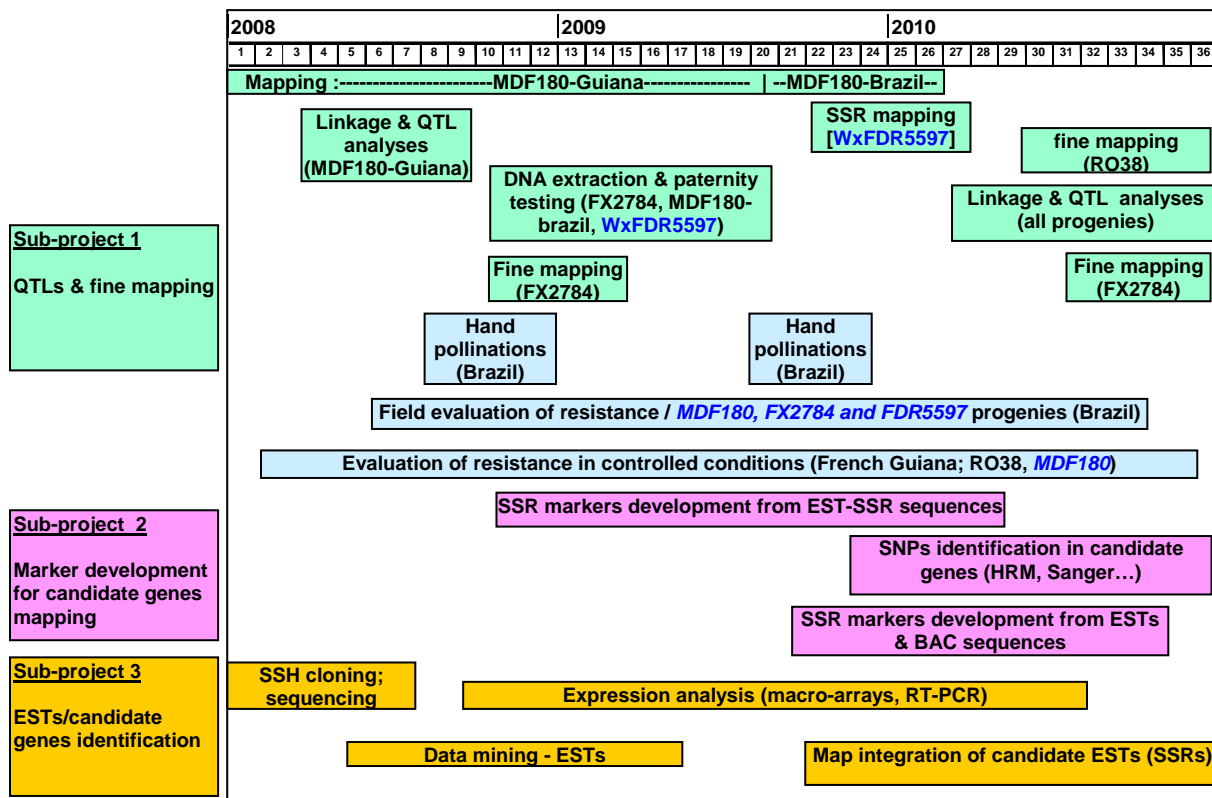 2008 2009 2010
1 2 3 4 5 6 7 8 9 10 11 12 13 14 15 16 17 18 19 20 21 22 23 24 25 26 27 28 29 30 31 32 33 34 35 36
Mapping :----------------------MDF180-Guiana---------------- | --MDF180-Brazil--
Linkage & QTL
analyses
(MDF180-Guiana)
SSR mapping
[WxFDR5597]
fine mapping
(RO38)
DNA extraction & paternity
testing (FX2784, MDF180-
brazil, WxFDR5597)
Linkage & QTL analyses
(all progenies)
Sub-project 1
QTLs & fine mapping
Fine mapping
(FX2784)
Fine mapping
(FX2784)
Hand
pollinations
(Brazil)
Hand
pollinations
(Brazil)
Field evaluation of resistance / MDF180, FX2784 and FDR5597 progenies (Brazil)
Evaluation of resistance in controlled conditions (French Guiana; RO38, MDF180)
Sub-project 2
Marker development
for candidate genes
mapping
SSR markers development from EST-SSR sequences
SNPs identification in candidate
genes (HRM, Sanger…)
SSR markers development from ESTs
& BAC sequences
Sub-project 3
ESTs/candidate
genes identification
SSH cloning;
sequencing
Expression analysis (macro-arrays, RT-PCR)
Data mining - ESTs
Map integration of candidate ESTs (SSRs)